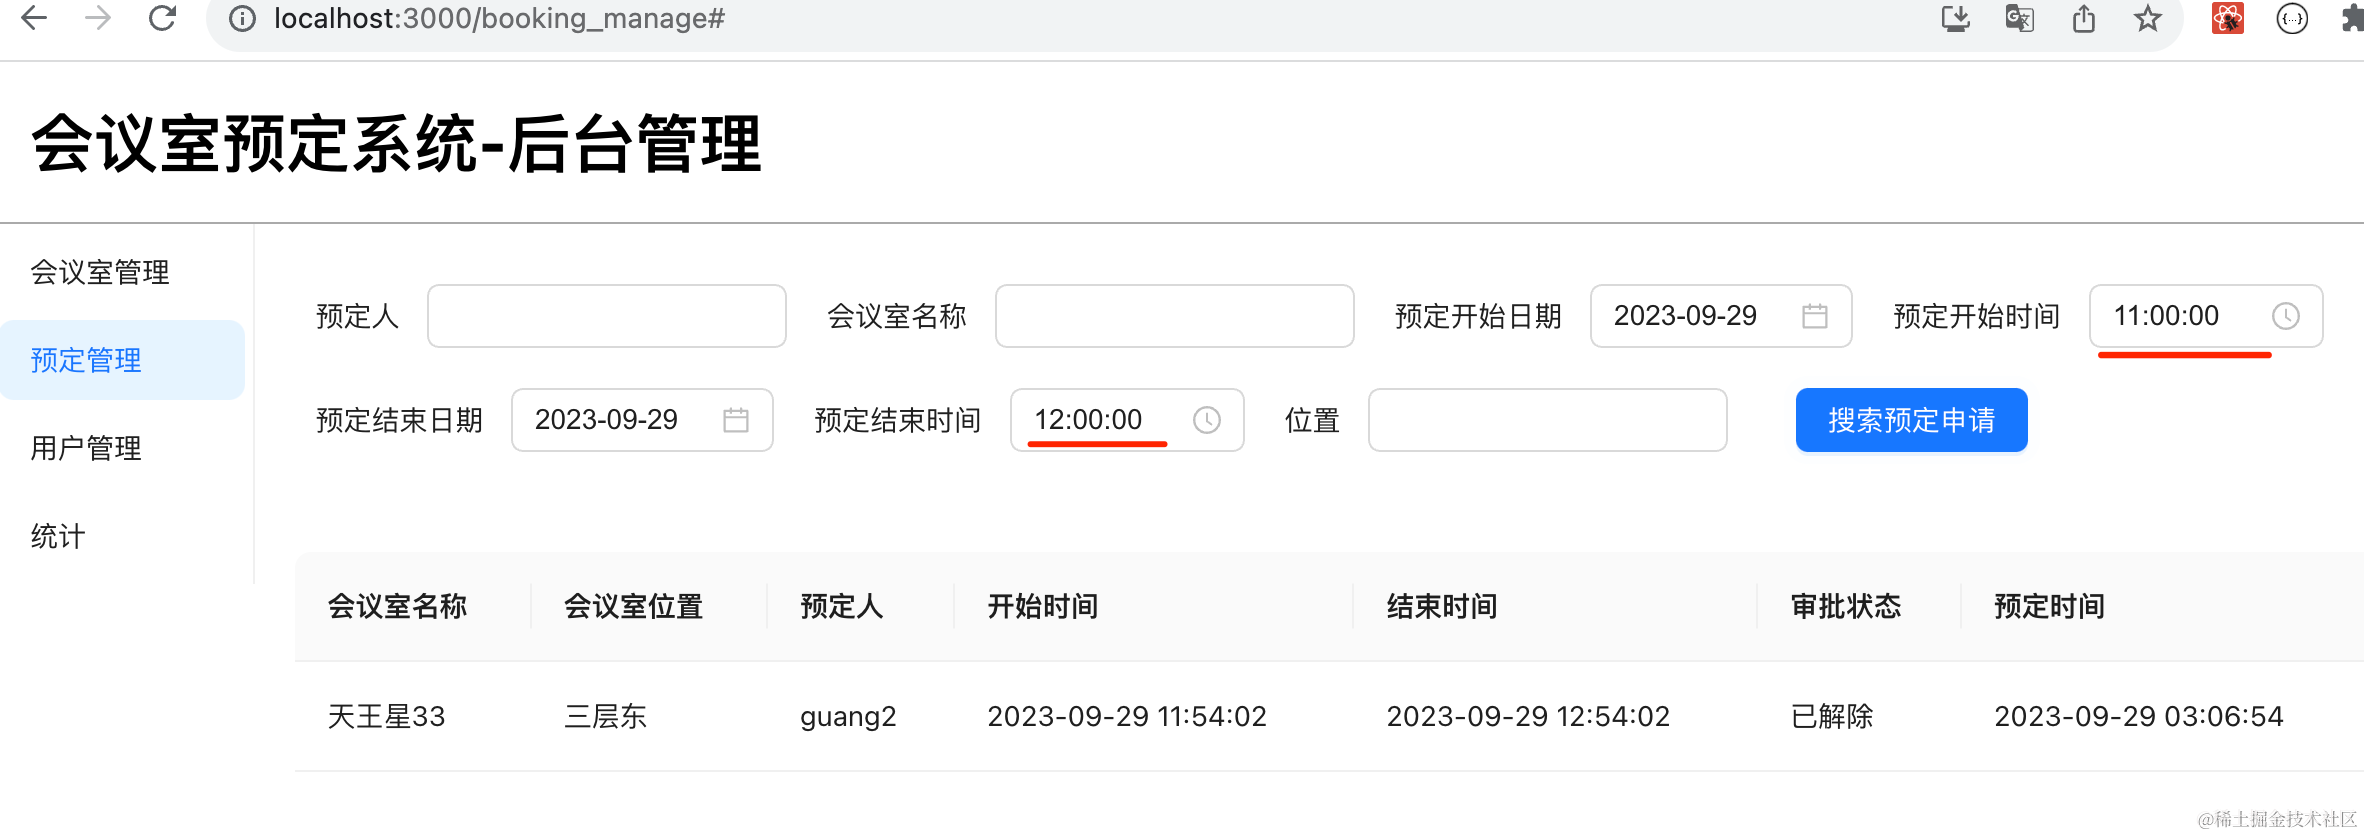 localhost:3000/booking_manage#
会议室预定系统-后台管理
会议室管理
预定管理
用户管理
统计
预定人 会议室名称 预定开始日期 2023-09-29 预定开始时间 11:00:00
预定结束日期 2023-09-29 预定结束时间 12:00:00 位置 搜索预定申请
会议室名称 会议室位置 预定人 开始时间 结束时间 审批状态 预定时间
天王星33 三层东 guang2 2023-09-29 11:54:02 2023-09-29 12:54:02 已解除 2023-09-29 03:06:54
@稀土掘金技术社区